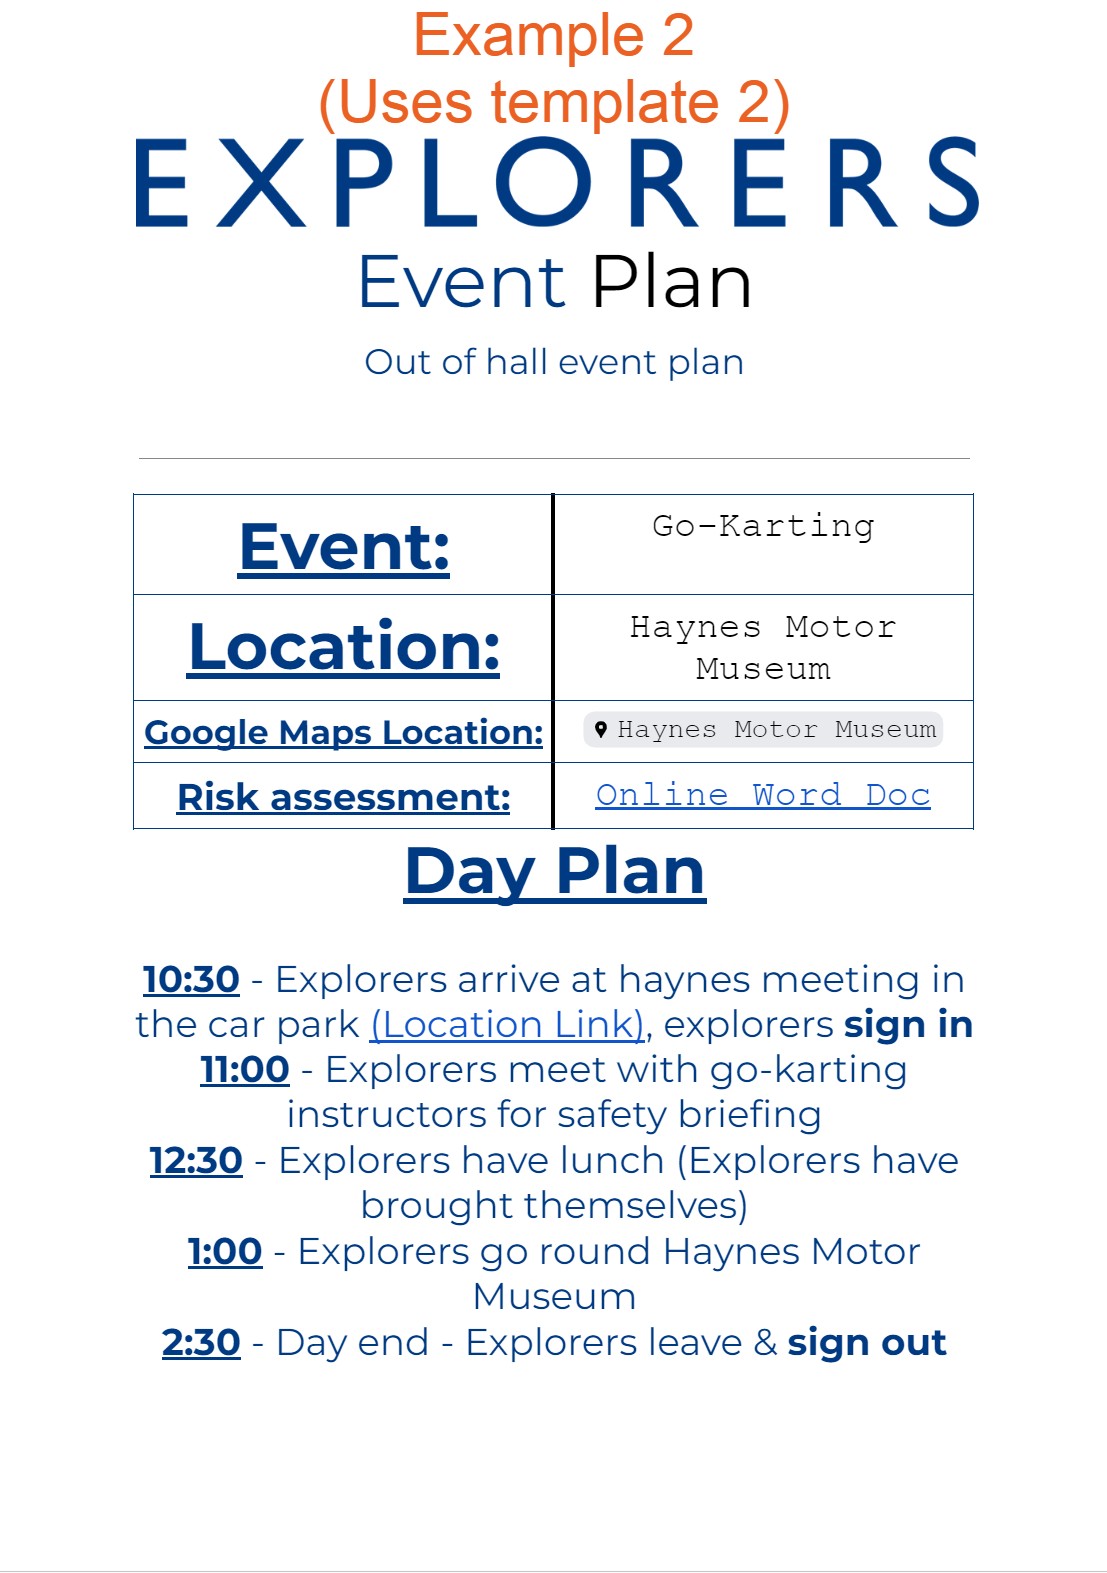 Example 2
(Uses template 2)
EXPLORERS
Event Plan
Out of hall event plan
Event:
Go-Karting
Location:
Haynes Motor
Museum
Google Maps Location:
Haynes Motor Museum
Risk assessment:
Online Word Doc
Day Plan
10:30 - Explorers arrive at haynes meeting in
the car park (Location Link), explorers sign in
11:00 - Explorers meet with go-karting
instructors for safety briefing
12:30 - Explorers have lunch (Explorers have
brought themselves)
1:00 - Explorers go round Haynes Motor
Museum
2:30 - Day end - Explorers leave & sign out